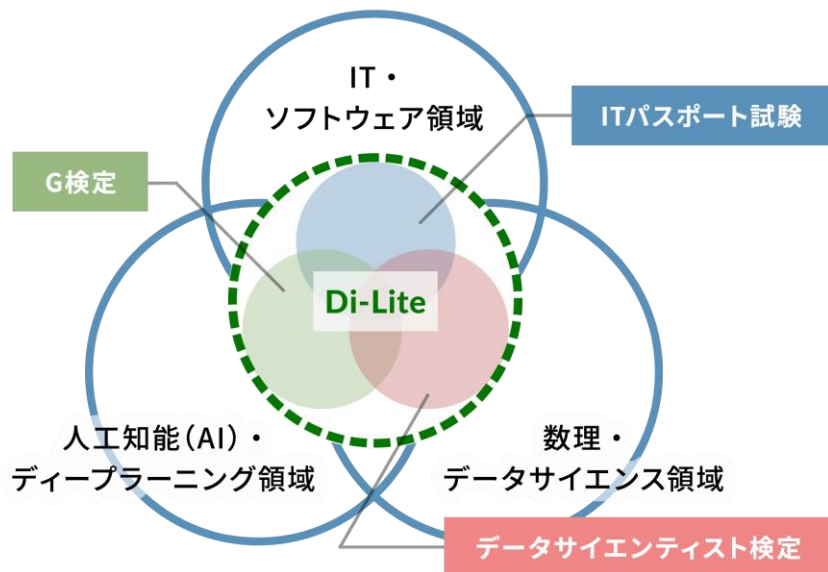 IT・
ソフトウェア領域
ITパスポート試験
G検定
Di-Lite
人工知能（AI）・
ディープラーニング領域
数理・
データサイエンス領域
データサイエンティスト検定